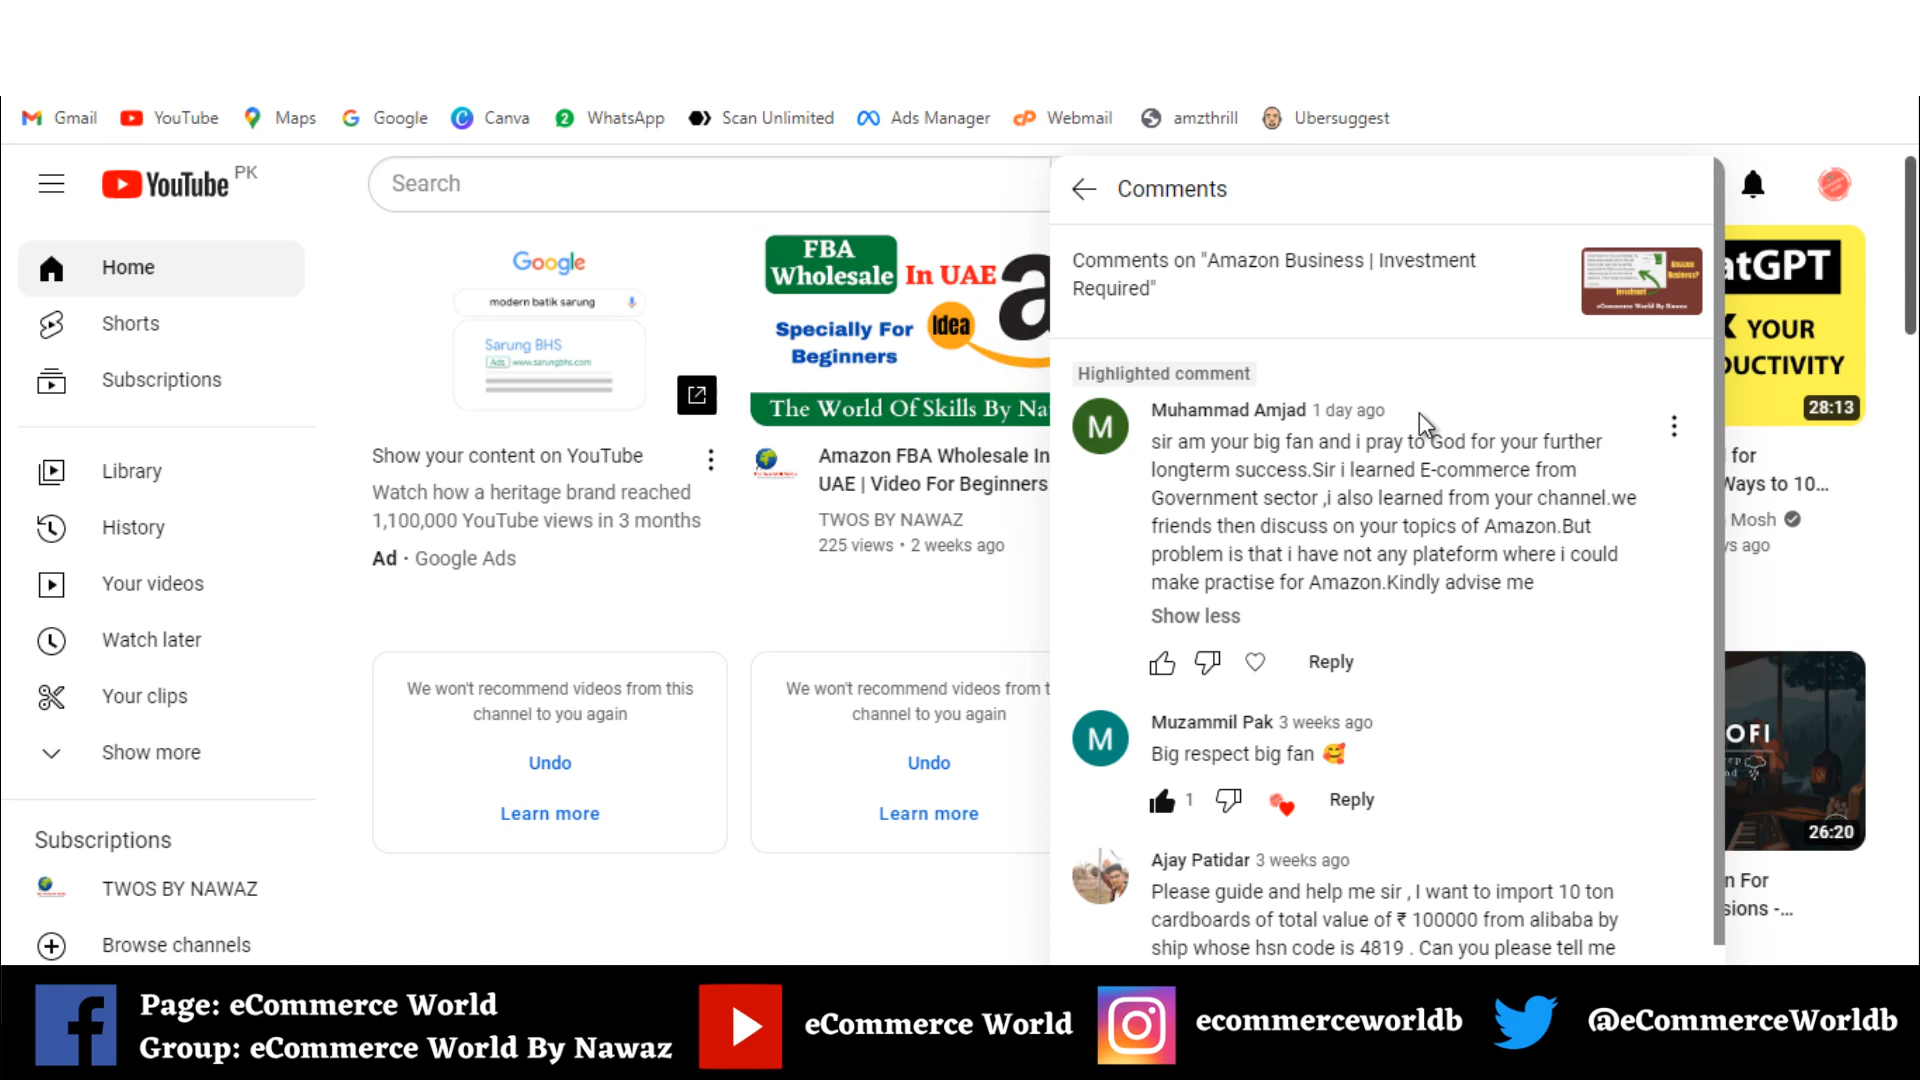 Gmail YouTube Maps Google Canva 2 WhatsApp Scan Unlimited Ads Manager Webmail amzthrill Ubersuggest
YouTube PK
Search
Home
Shorts
Subscriptions
Library
History
Your videos
Watch later
Your clips
Show more
Subscriptions
TWOS BY NAWAZ
Browse channels
Google
modern batik sarung
Sarung BHS
Ads www.sarungbhs.com
Show your content on YouTube
Watch how a heritage brand reached
1,100,000 YouTube views in 3 months
Ad · Google Ads
FBA
Wholesale In UAE
Specially For
Beginners
Idea
a
The World Of Skills By Na
Amazon FBA Wholesale In
UAE | Video For Beginners
TWOS BY NAWAZ
225 views • 2 weeks ago
We won't recommend videos from this
channel to you again
Undo
Learn more
We won't recommend videos from t
channel to you again
Undo
Learn more
Comments
Comments on "Amazon Business | Investment
Required"
Amazon
Business?
Investment
eCommerce World By Nawaz
Highlighted comment
M
Muhammad Amjad 1 day ago
sir am your big fan and i pray to God for your further
longterm success.Sir i learned E-commerce from
Government sector ,i also learned from your channel.we
friends then discuss on your topics of Amazon.But
problem is that i have not any plateform where i could
make practise for Amazon.Kindly advise me
Show less
Reply
M
Muzammil Pak 3 weeks ago
Big respect big fan 🥰
1 Reply
Ajay Patidar 3 weeks ago
Please guide and help me sir , I want to import 10 ton
cardboards of total value of ₹ 100000 from alibaba by
ship whose hsn code is 4819 . Can you please tell me
atGPT
YOUR
UCTIVITY
28:13
for
Ways to 10...
Mosh
ys ago
OFI
26:20
n For
sions -...
Page: eCommerce World
Group: eCommerce World By Nawaz
eCommerce World
ecommerceworldb
@eCommerceWorldb